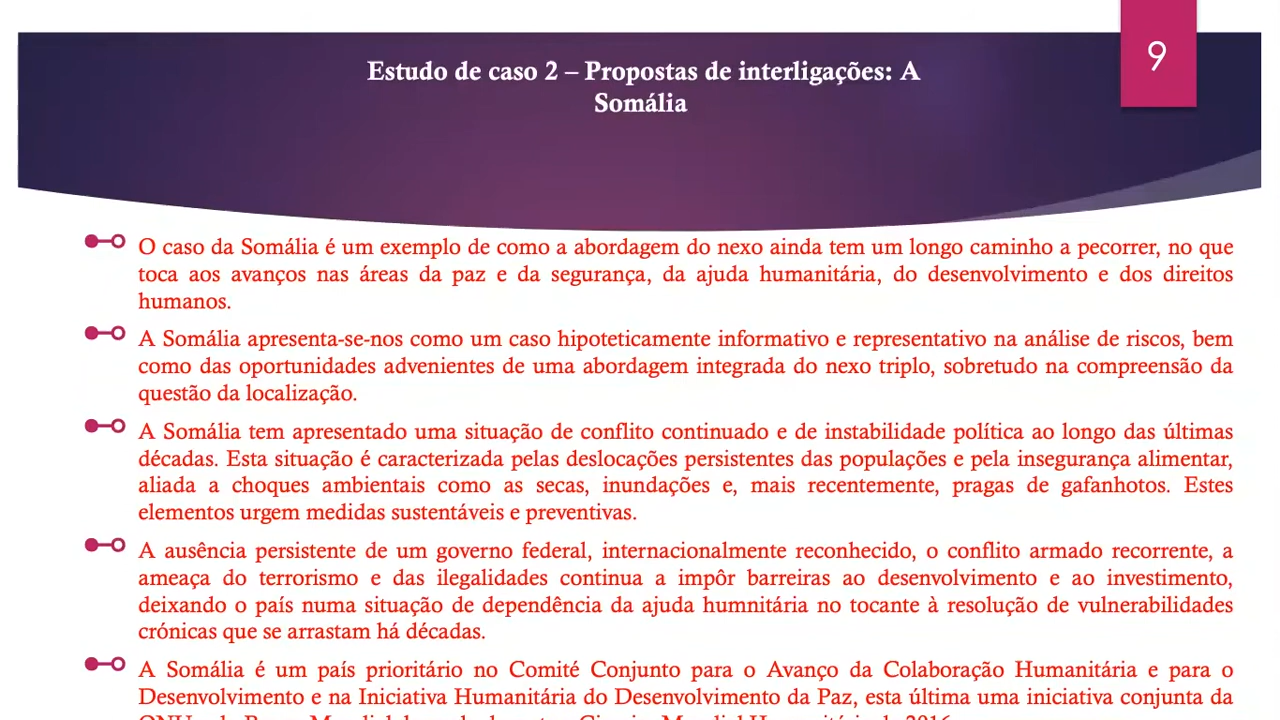 9
Estudo de caso 2 – Propostas de interligações: A
Somália
O caso da Somália é um exemplo de como a abordagem do nexo ainda tem um longo caminho a pecorrer, no que
toca aos avanços nas áreas da paz e da segurança, da ajuda humanitária, do desenvolvimento e dos direitos
humanos.
A Somália apresenta-se-nos como um caso hipoteticamente informativo e representativo na análise de riscos, bem
como das oportunidades advenientes de uma abordagem integrada do nexo triplo, sobretudo na compreensão da
questão da localização.
A Somália tem apresentado uma situação de conflito continuado e de instabilidade política ao longo das últimas
décadas. Esta situação é caracterizada pelas deslocações persistentes das populações e pela insegurança alimentar,
aliada a choques ambientais como as secas, inundações e, mais recentemente, pragas de gafanhotos. Estes
elementos urgem medidas sustentáveis e preventivas.
A ausência persistente de um governo federal, internacionalmente reconhecido, o conflito armado recorrente, a
ameaça do terrorismo e das ilegalidades continua a impôr barreiras ao desenvolvimento e ao investimento,
deixando o país numa situação de dependência da ajuda humnitária no tocante à resolução de vulnerabilidades
crónicas que se arrastam há décadas.
A Somália é um país prioritário no Comité Conjunto para o Avanço da Colaboração Humanitária e para o
Desenvolvimento e na Iniciativa Humanitária do Desenvolvimento da Paz, esta última uma iniciativa conjunta da